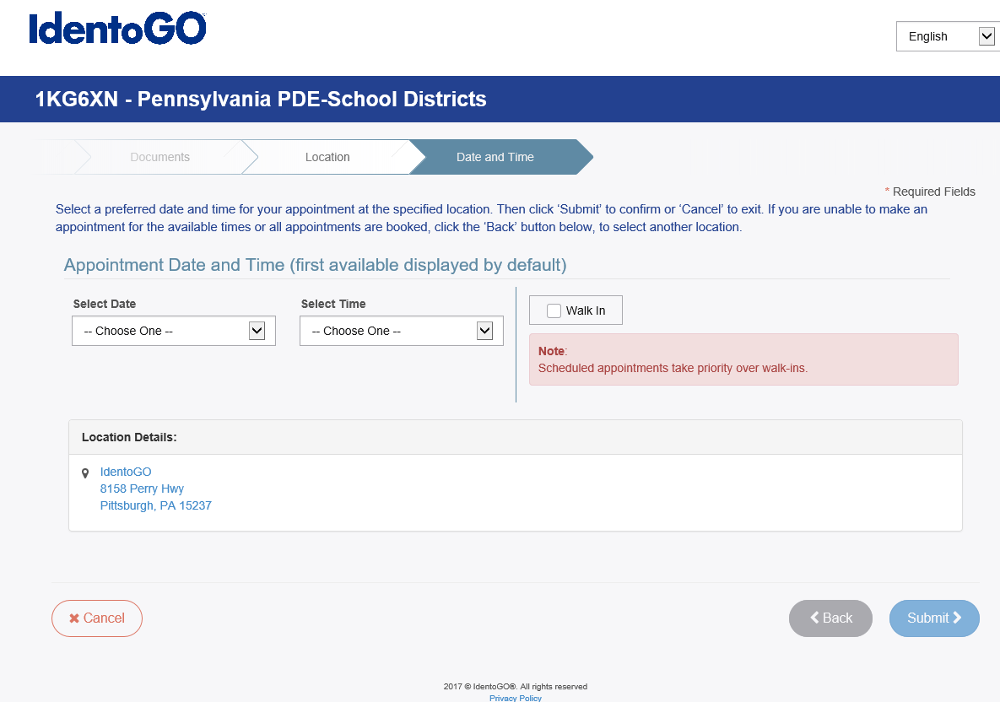 IdentoGO
English
1KG6XN - Pennsylvania PDE-School Districts
Documents
Location
Date and Time
* Required Fields
Select a preferred date and time for your appointment at the specified location. Then click ‘Submit’ to confirm or ‘Cancel’ to exit. If you are unable to make an
appointment for the available times or all appointments are booked, click the ‘Back’ button below, to select another location.
Appointment Date and Time (first available displayed by default)
Select Date
Select Time
-- Choose One --
-- Choose One --
Walk In
Note:
Scheduled appointments take priority over walk-ins.
Location Details:
IdentoGO
8158 Perry Hwy
Pittsburgh, PA 15237
Cancel
Back
Submit
2017 © IdentoGO®. All rights reserved
Privacy Policy